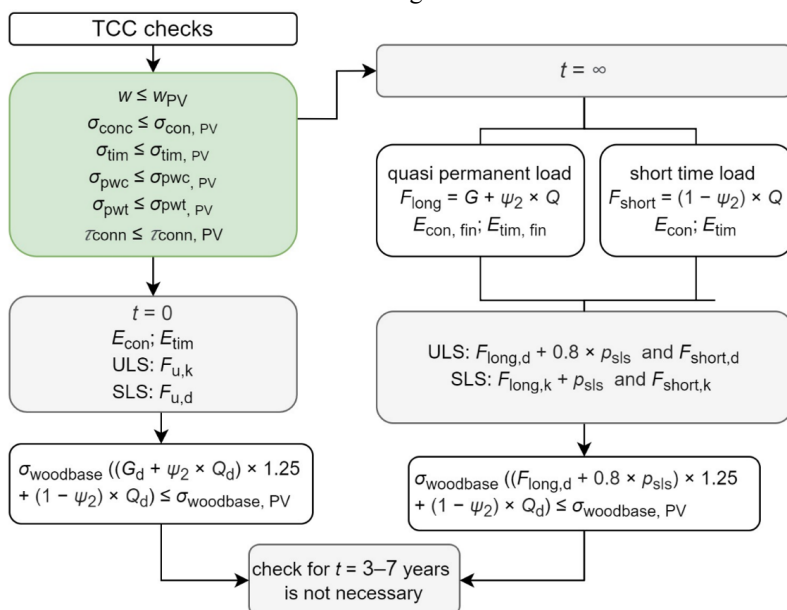 TCC checks
w ≤ wPV
σconc ≤ σcon, PV
σtim ≤ σtim, PV
σpwc ≤ σpwc, PV
σpwt ≤ σpwt, PV
τconn ≤ τconn, PV
t = 0
Econ; Etim
ULS: Fu,k
SLS: Fu,d
σwoodbase ((Gd + ψ2 × Qd) × 1.25
+ (1 − ψ2) × Qd) ≤ σwoodbase, PV
t = ∞
quasi permanent load
Flong = G + ψ2 × Q
Econ, fin; Etim, fin
short time load
Fshort = (1 − ψ2) × Q
Econ; Etim
ULS: Flong,d + 0.8 × psls and Fshort,d
SLS: Flong,k + psls and Fshort,k
σwoodbase ((Flong,d + 0.8 × psls) × 1.25
+ (1 − ψ2) × Qd) ≤ σwoodbase, PV
check for t = 3–7 years
is not necessary